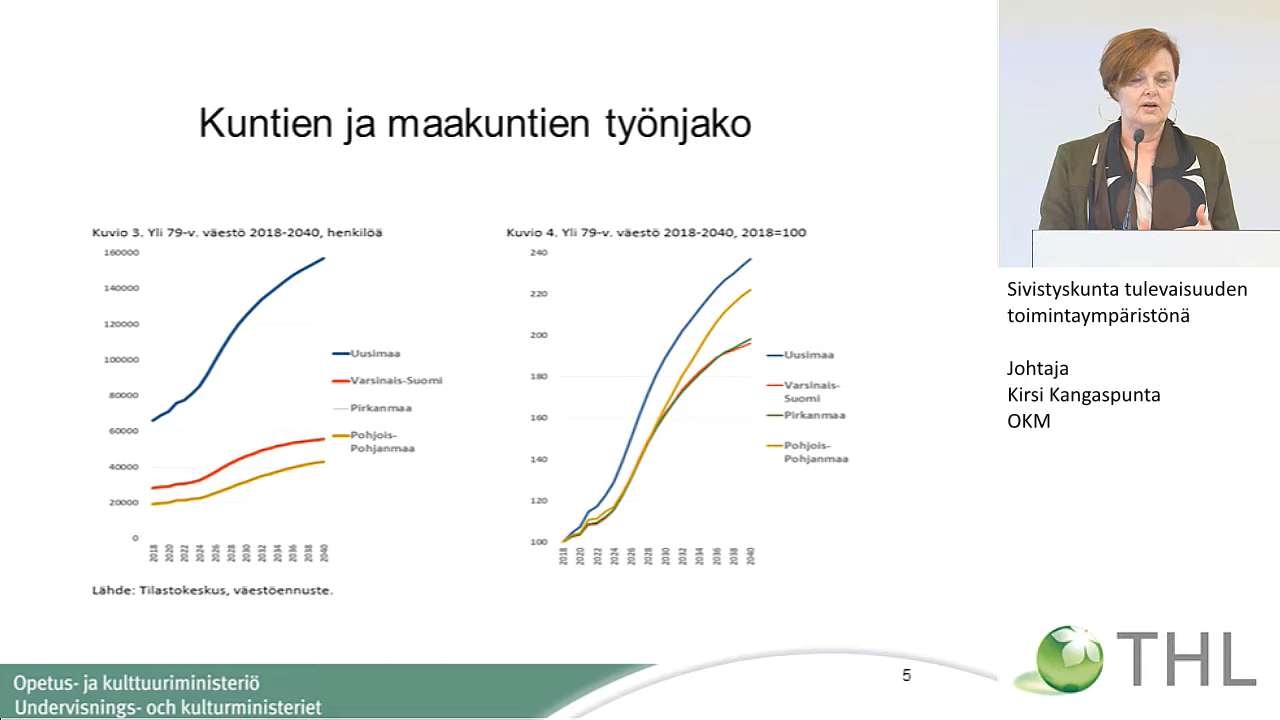 Kuntien ja maakuntien työnjako
Kuvio 3. Yli 79-v. väestö 2018-2040, henkilöä
160000
140000
120000
100000
80000
60000
40000
20000
0
2018 2020 2022 2024 2026 2028 2030 2032 2034 2036 2038 2040
Uusimaa
Varsinais-Suomi
Pirkanmaa
Pohjois-
Pohjanmaa
Lähde: Tilastokeskus, väestöennuste.
Kuvio 4. Yli 79-v. väestö 2018-2040, 2018=100
240
220
200
180
160
140
120
100
2018 2020 2022 2024 2026 2028 2030 2032 2034 2036 2038 2040
Uusimaa
Varsinais-
Suomi
Pirkanmaa
Pohjois-
Pohjanmaa
Sivistyskunta tulevaisuuden
toimintaympäristönä
Johtaja
Kirsi Kangaspunta
OKM
Opetus- ja kulttuuriministeriö
Undervisnings- och kulturministeriet
5
THL